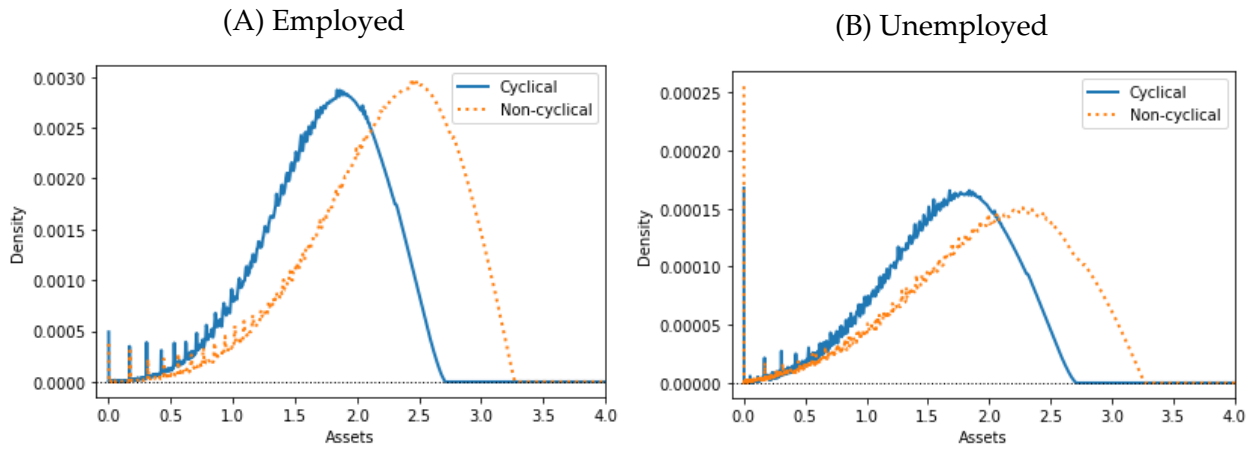 (A) Employed
0.0030
0.0025
0.0020
0.0015
0.0010
0.0005
0.0000
Density
Cyclical
Non-cyclical
0.0 0.5 1.0 1.5 2.0 2.5 3.0 3.5 4.0
Assets
(B) Unemployed
0.00025
0.00020
0.00015
0.00010
0.00005
0.00000
Density
Cyclical
Non-cyclical
0.0 0.5 1.0 1.5 2.0 2.5 3.0 3.5 4.0
Assets